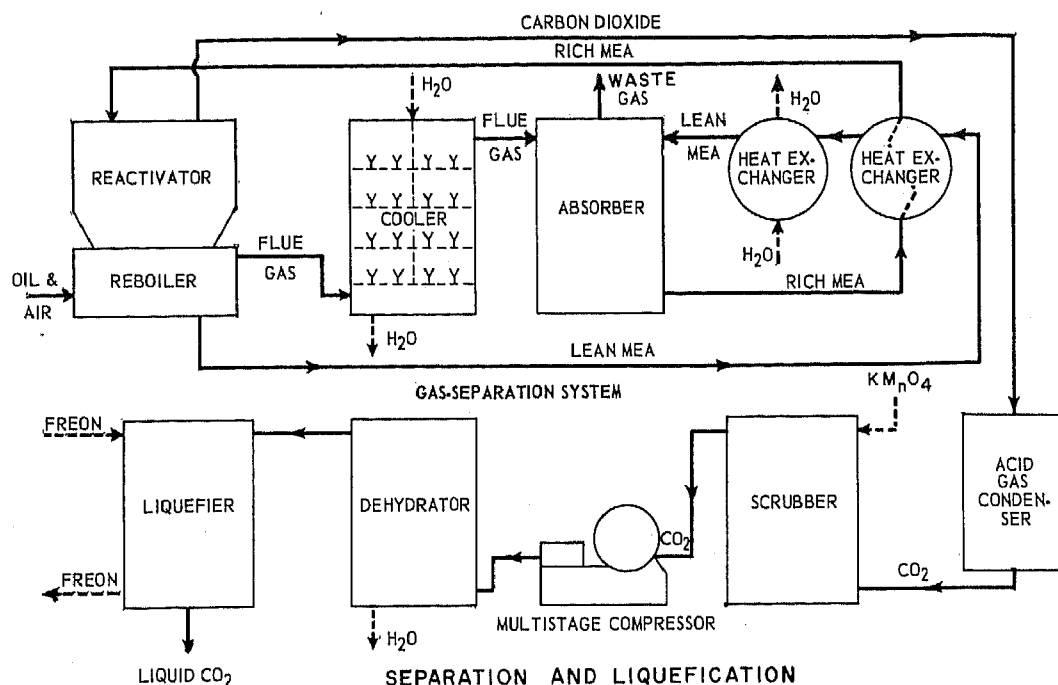 CARBON DIOXIDE
RICH MEA
H₂O
WASTE
GAS
H₂O
FLUE
GAS
LEAN
MEA
REACTIVATOR
COOLER
ABSORBER
HEAT EX-
CHANGER
HEAT EX-
CHANGER
FLUE
GAS
H₂O
OIL &
AIR
REBOILER
RICH MEA
H₂O
LEAN MEA
GAS-SEPARATION SYSTEM
KMnO₄
FREON
LIQUEFIER
DEHYDRATOR
SCRUBBER
ACID
GAS
CONDEN-
SER
CO₂
FREON
CO₂
MULTISTAGE COMPRESSOR
H₂O
LIQUID CO₂
SEPARATION AND LIQUEFICATION